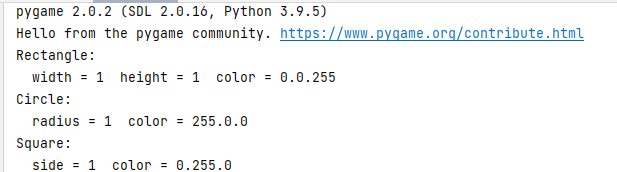 pygame 2.0.2 (SDL 2.0.16, Python 3.9.5)
Hello from the pygame community. https://www.pygame.org/contribute.html
Rectangle:
  width = 1  height = 1  color = 0.0.255
Circle:
  radius = 1  color = 255.0.0
Square:
  side = 1  color = 0.255.0